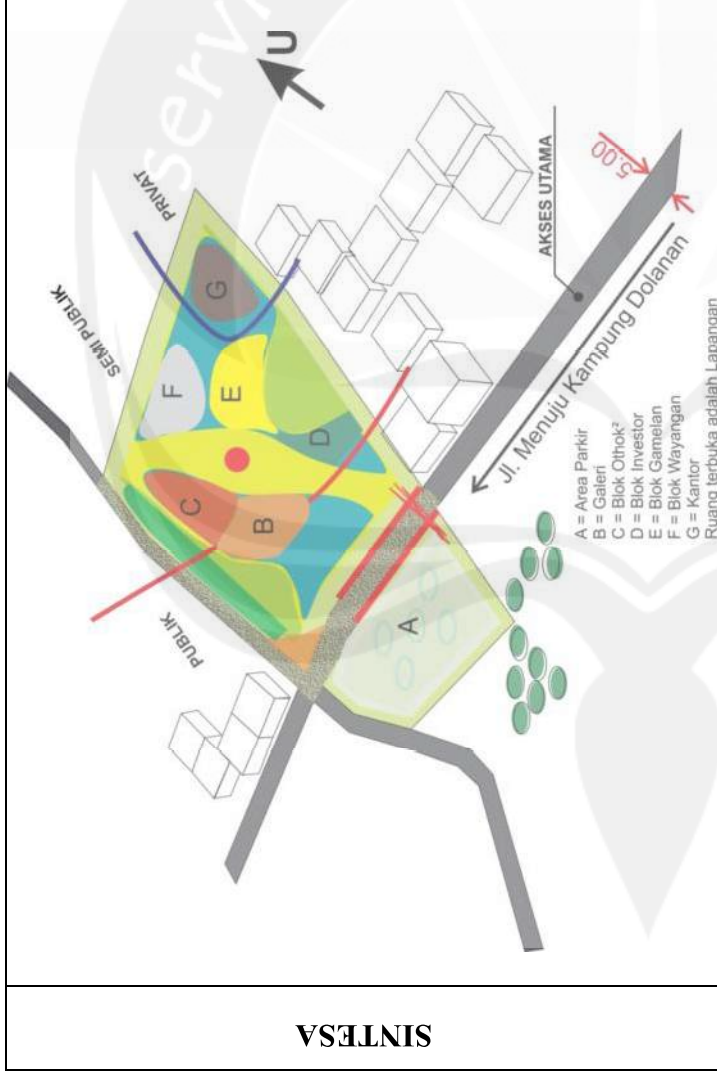 SINTESA
U
PRIVAT
SEMI PUBLIK
PUBLIK
G
F
E
D
C
B
A
AKSES UTAMA
5.00
Jl. Menuju Kampung Dolanan
A = Area Parkir
B = Galeri
C = Blok Othok²
D = Blok Investor
E = Blok Gamelan
F = Blok Wayangan
G = Kantor
Ruang terbuka adalah Lapangan
servi